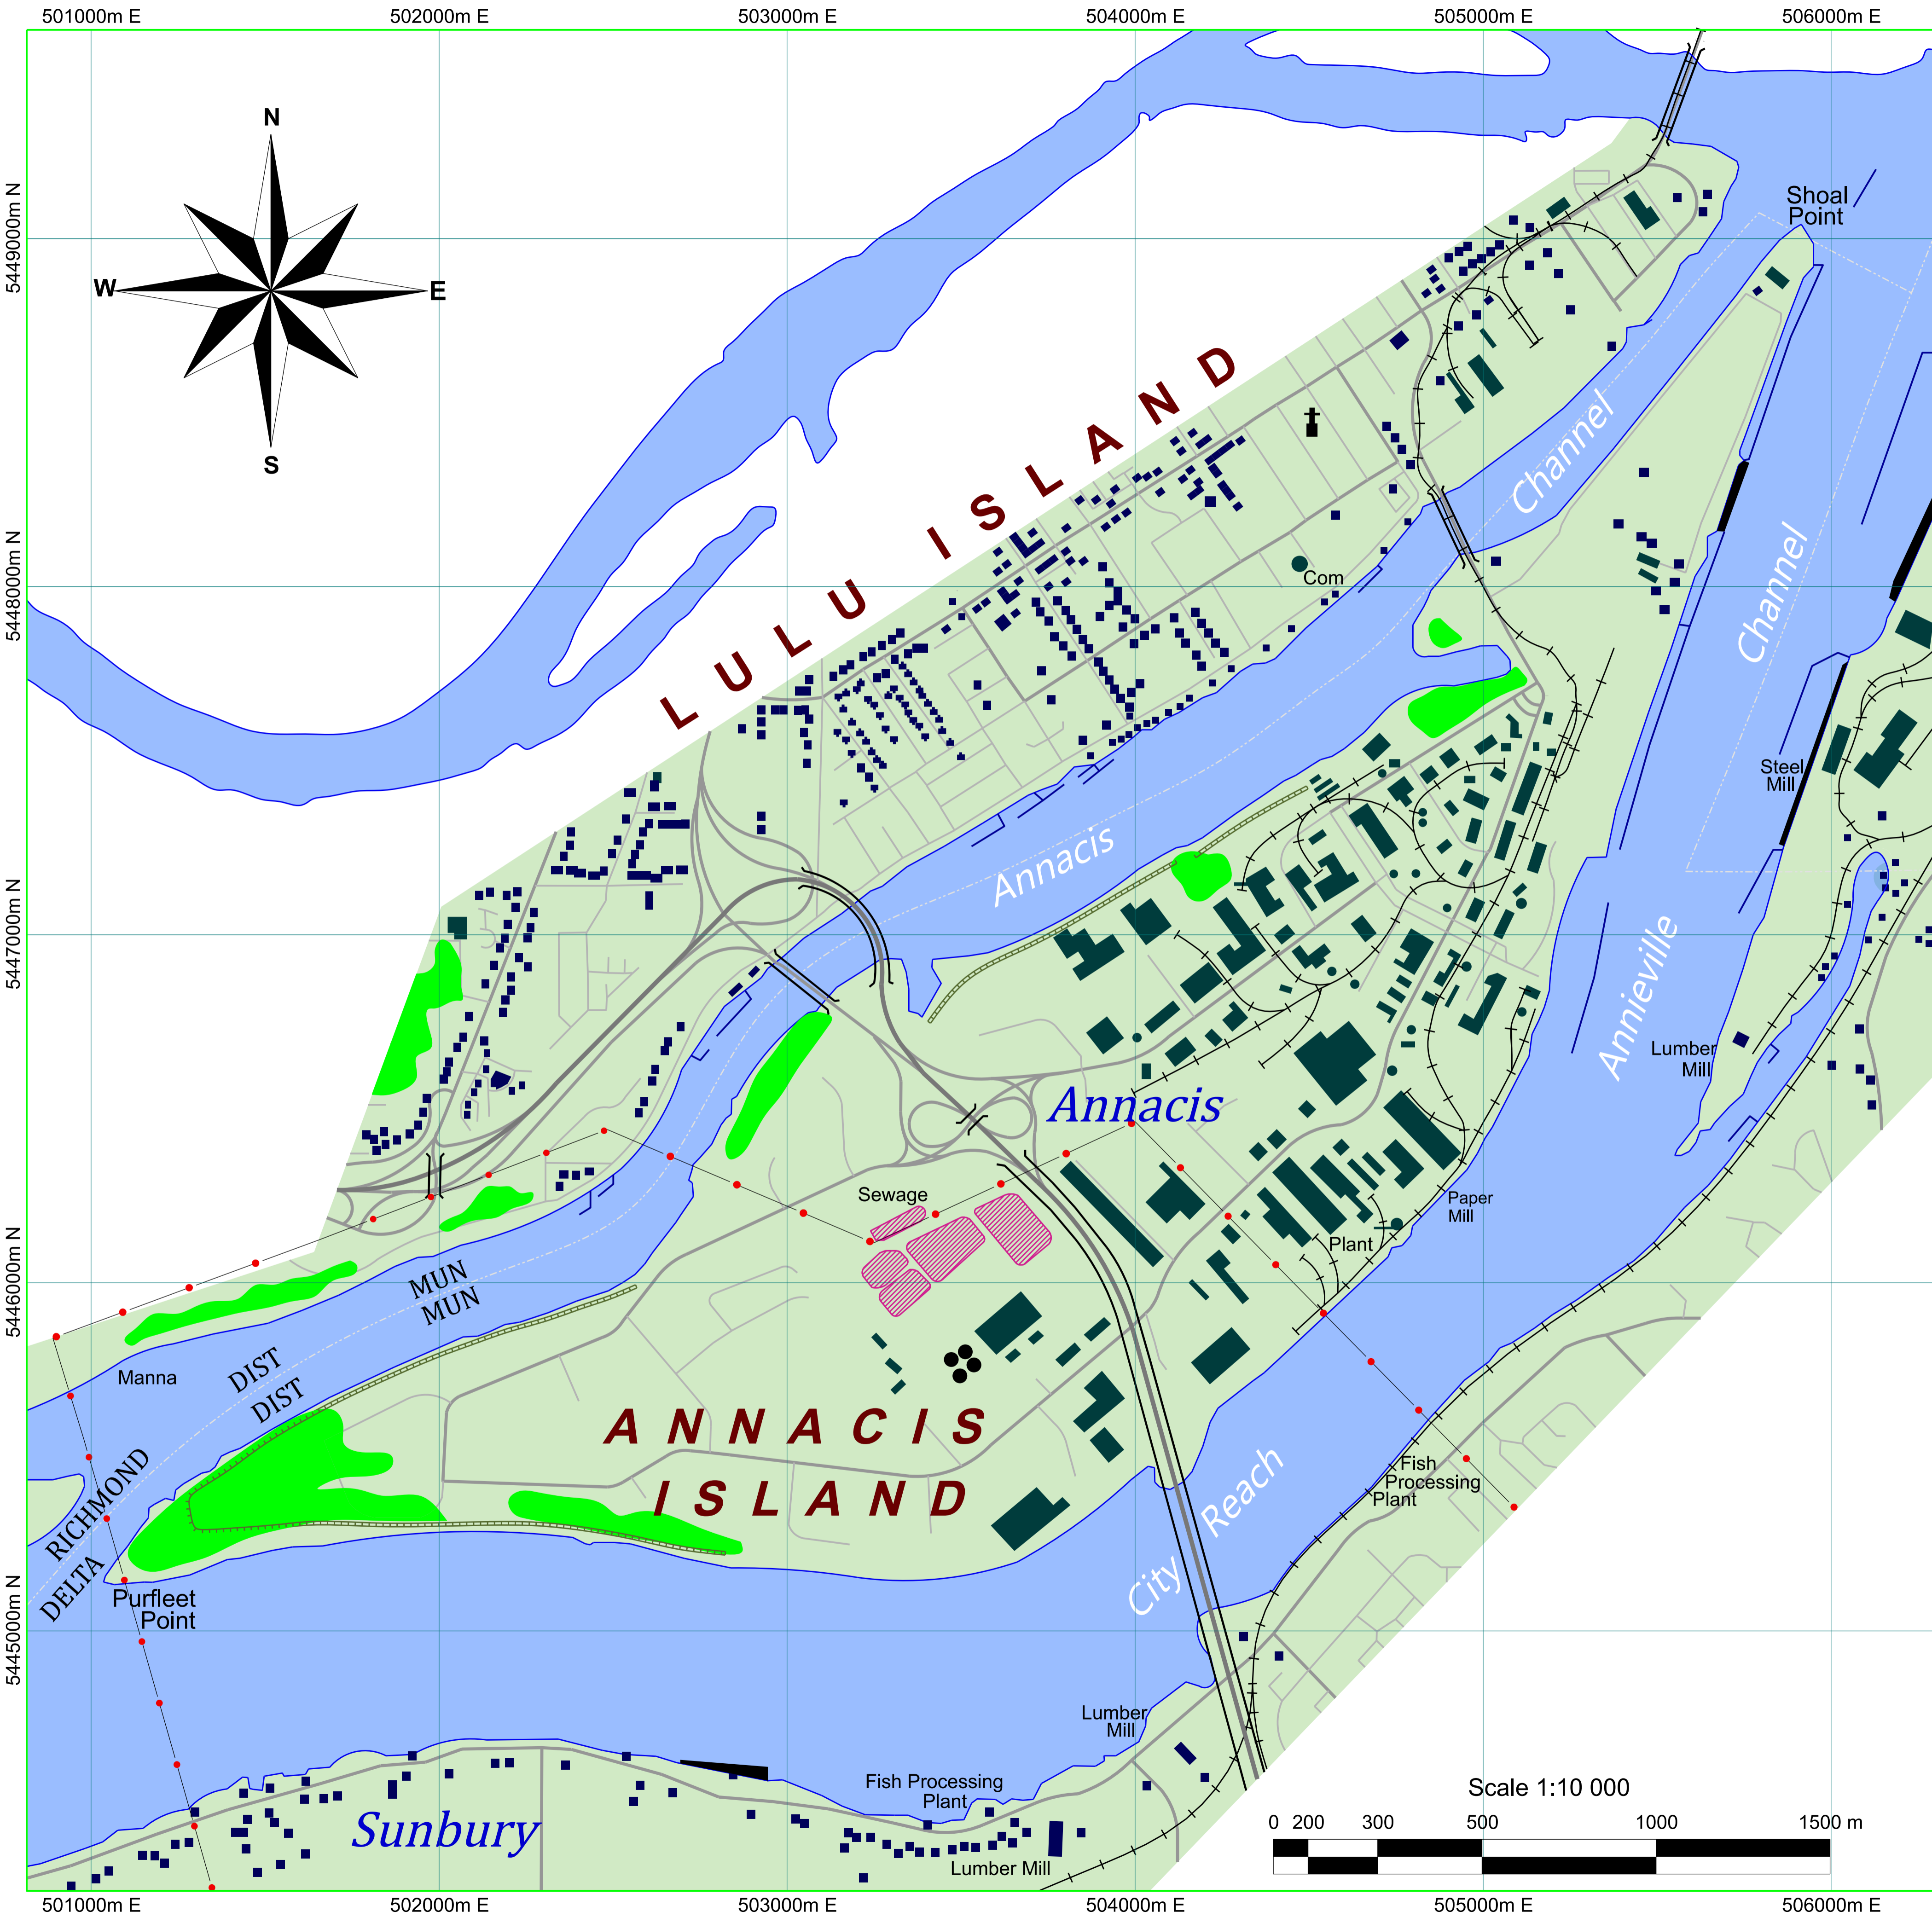 501000m E 502000m E 503000m E 504000m E 505000m E 506000m E
N
W E
S
5449000m N
5448000m N
5447000m N
5446000m N
5445000m N
Shoal
Point
LULU ISLAND
Channel
Com
Channel
Steel
Mill
Annacis
Annieville
Lumber
Mill
Annacis
Sewage
Paper
Mill
Plant
MUN
MUN
Manna
DIST
DIST
ANNACIS
ISLAND
RICHMOND
DELTA
Fish
Processing
Plant
Reach
City
Purfleet
Point
Lumber
Mill
Fish Processing
Plant
Sunbury
Lumber Mill
Scale 1:10 000
0 200 300 500 1000 1500 m
501000m E 502000m E 503000m E 504000m E 505000m E 506000m E